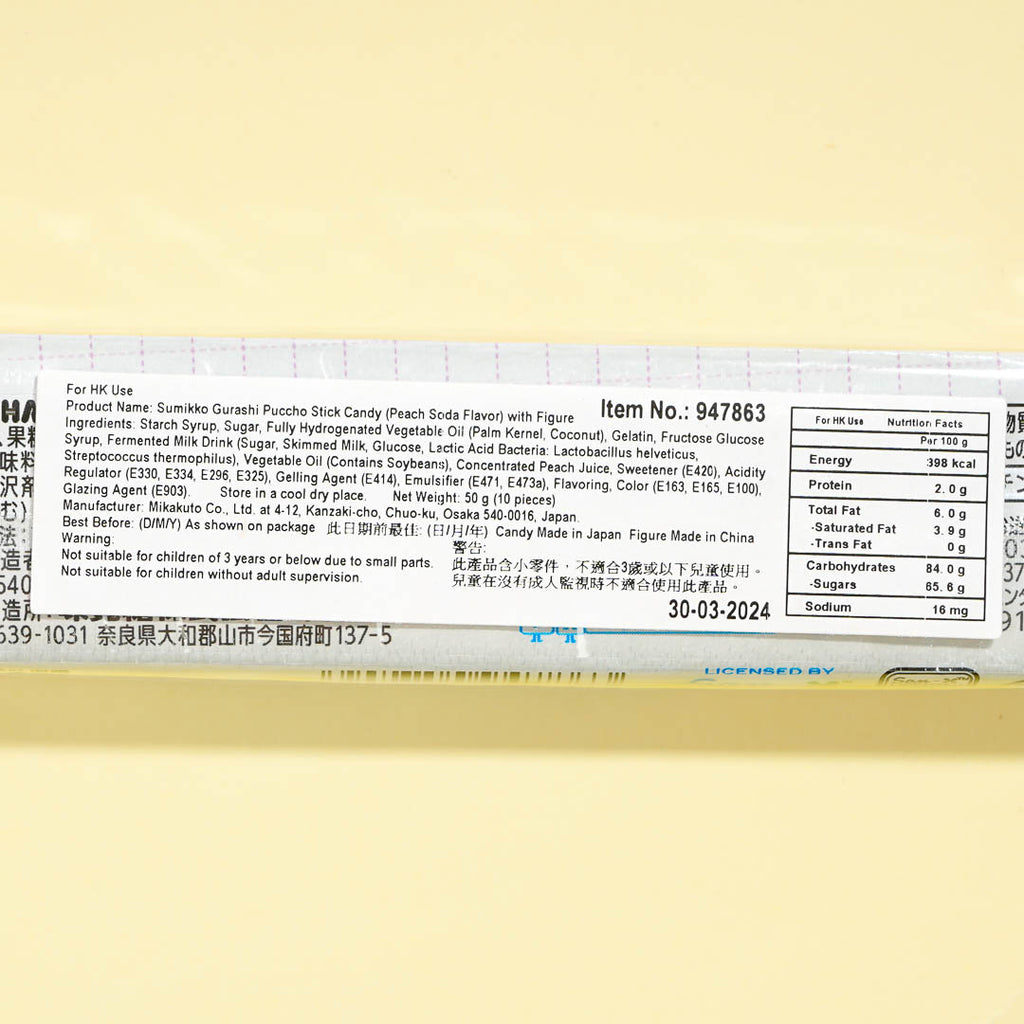 For HK Use
Product Name: Sumikko Gurashi Puccho Stick Candy (Peach Soda Flavor) with Figure
Item No.: 947863
Ingredients: Starch Syrup, Sugar, Fully Hydrogenated Vegetable Oil (Palm Kernel, Coconut), Gelatin, Fructose Glucose
Syrup, Fermented Milk Drink (Sugar, Skimmed Milk, Glucose, Lactic Acid Bacteria: Lactobacillus helveticus,
Streptococcus thermophilus), Vegetable Oil (Contains Soybeans), Concentrated Peach Juice, Sweetener (E420), Acidity
Regulator (E330, E334, E296, E325), Gelling Agent (E414), Emulsifier (E471, E473a), Flavoring, Color (E163, E165, E100),
Glazing Agent (E903). Store in a cool dry place. Net Weight: 50 g (10 pieces)
Manufacturer: Mikakuto Co., Ltd. at 4-12, Kanzaki-cho, Chuo-ku, Osaka 540-0016, Japan.
Best Before: (D/M/Y) As shown on package 此日期前最佳: (日/月/年) Candy Made in Japan Figure Made in China
Warning:
Not suitable for children of 3 years or below due to small parts.
Not suitable for children without adult supervision.
警告:
此產品含小零件，不適合3歲或以下兒童使用。
兒童在沒有成人監視時不適合使用此產品。
30-03-2024
For HK Use Nutrition Facts
Per 100 g
Energy 398 kcal
Protein 2.0 g
Total Fat 6.0 g
-Saturated Fat 3.9 g
-Trans Fat 0 g
Carbohydrates 84.0 g
-Sugars 65.6 g
Sodium 16 mg
639-1031 奈良県大和郡山市今国府町137-5
LICENSED BY